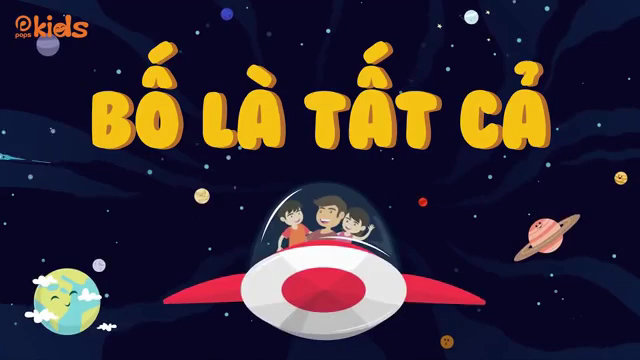 pops kids
BỐ LÀ TẤT CẢ